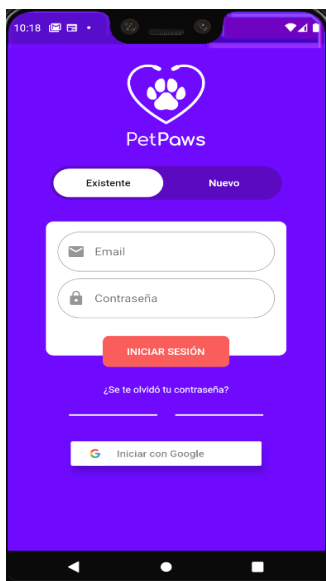 10:18
PetPaws
Existente
Nuevo
Email
Contraseña
INICIAR SESIÓN
¿Se te olvidó tu contraseña?
Iniciar con Google